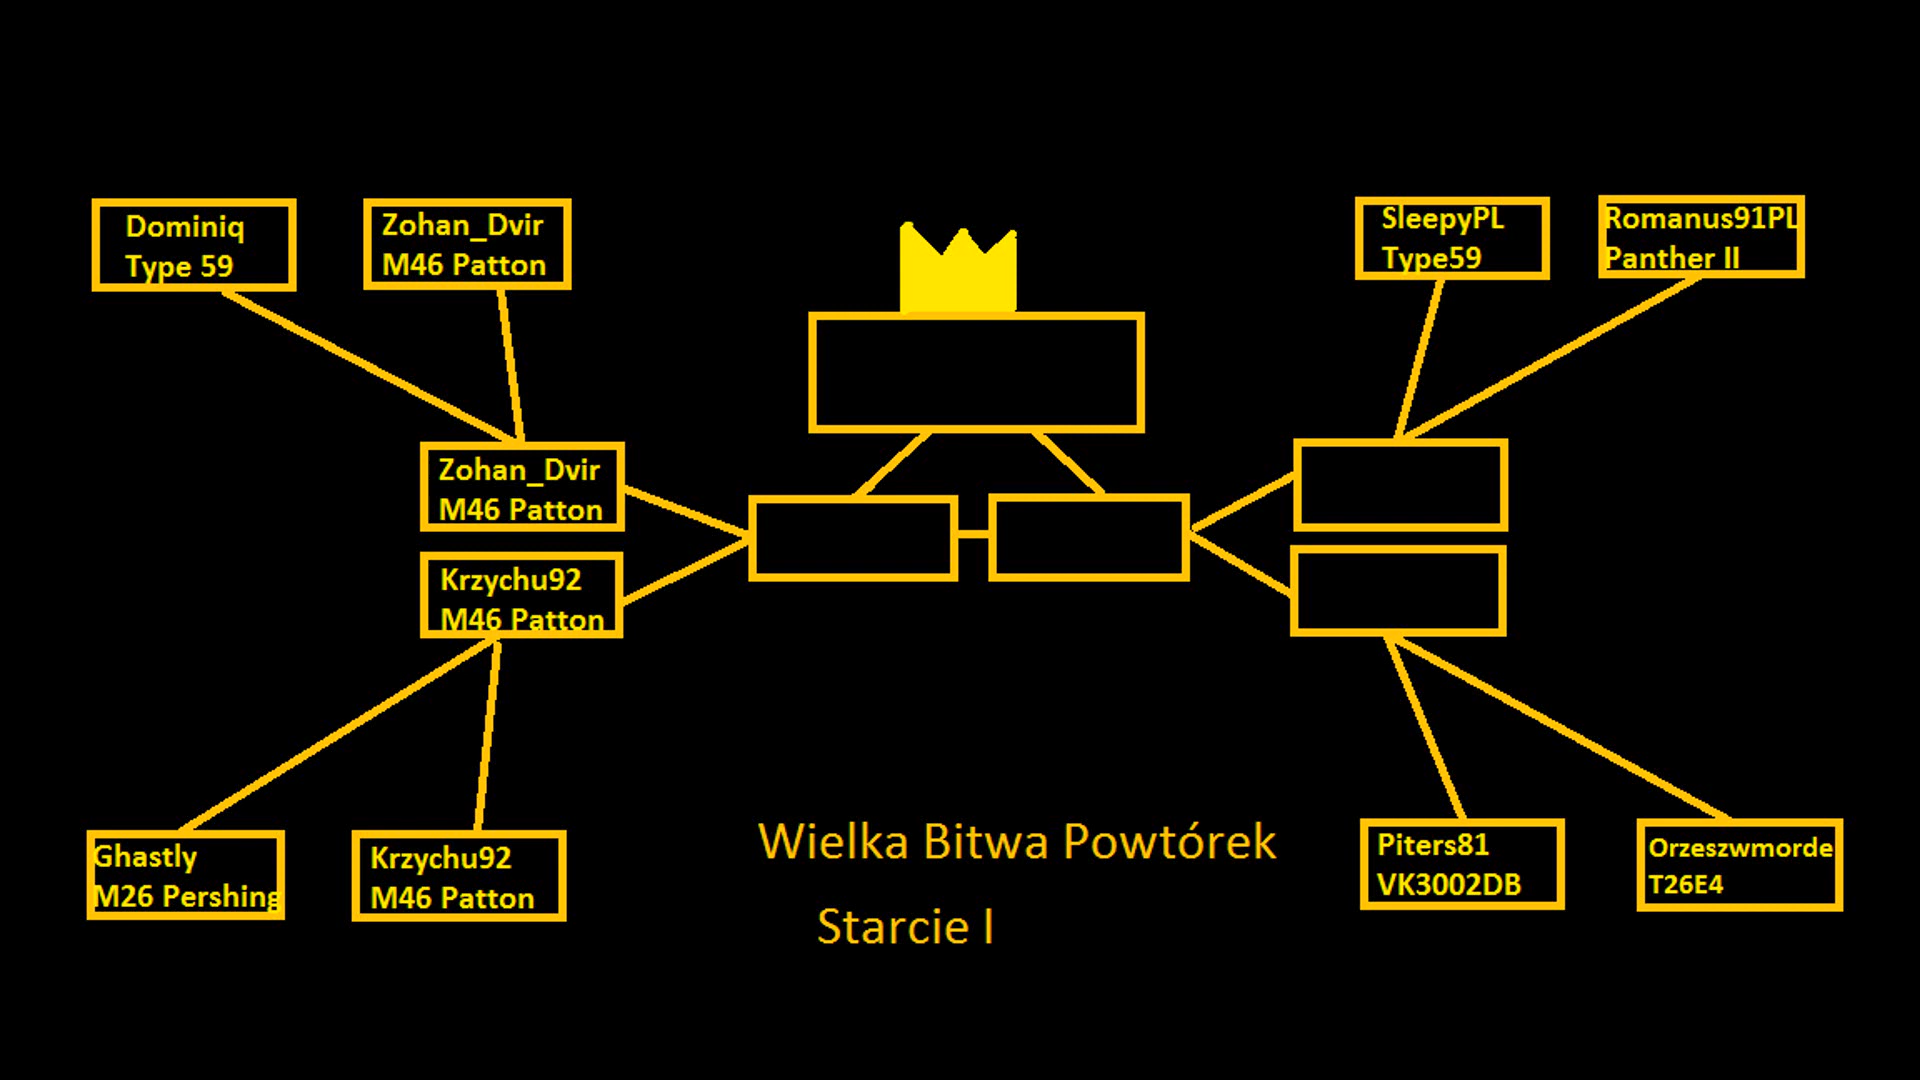 Dominiq
Type 59
Zohan_Dvir
M46 Patton
SleepyPL
Type59
Romanus91PL
Panther II
Zohan_Dvir
M46 Patton
Krzychu92
M46 Patton
Ghastly
M26 Pershing
Krzychu92
M46 Patton
Wielka Bitwa Powtórek
Starcie I
Piters81
VK3002DB
Orzeszwmorde
T26E4